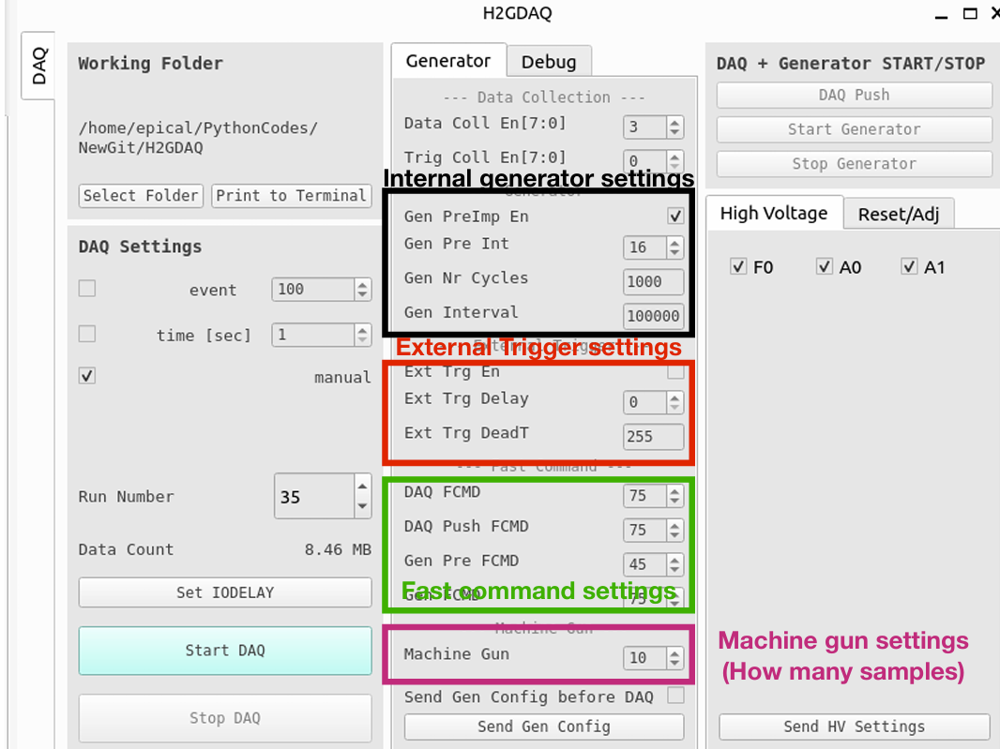 H2GDAQ
DAQ
Working Folder
/home/epical/PythonCodes/
NewGit/H2GDAQ
Select Folder
Print to Terminal
DAQ Settings
event
100
time [sec]
1
manual
Run Number
35
Data Count
8.46 MB
Set IODELAY
Start DAQ
Stop DAQ
Generator
Debug
--- Data Collection ---
Data Coll En[7:0]
3
Trig Coll En[7:0]
0
Internal generator settings
Generator
Gen PreImp En
Gen Pre Int
16
Gen Nr Cycles
1000
Gen Interval
100000
External Trigger settings
External Trigger
Ext Trg En
Ext Trg Delay
0
Ext Trg DeadT
255
--- Fast Command ---
DAQ FCMD
75
DAQ Push FCMD
75
Gen Pre FCMD
45
Fast command settings
Gen FCMD
75
Machine Gun
Machine Gun
10
Send Gen Config before DAQ
Send Gen Config
DAQ + Generator START/STOP
DAQ Push
Start Generator
Stop Generator
High Voltage
Reset/Adj
F0
A0
A1
Machine gun settings
(How many samples)
Send HV Settings